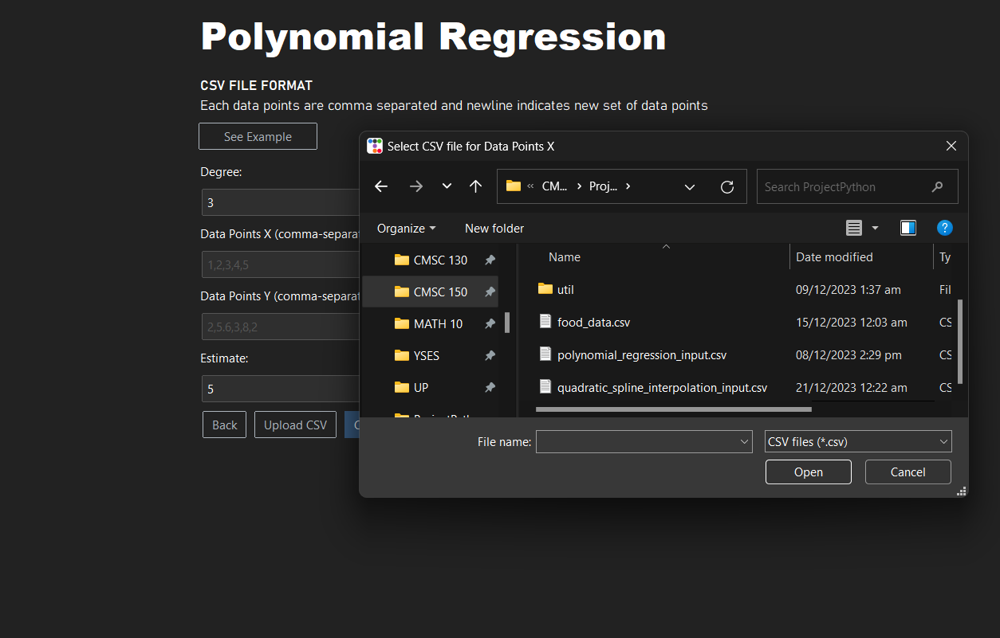 Polynomial Regression
CSV FILE FORMAT
Each data points are comma separated and newline indicates new set of data points
See Example
Degree:
3
Data Points X (comma-separat
1,2,3,4,5
Data Points Y (comma-separat
2,5.6,3,8,2
Estimate:
5
Back Upload CSV C
Select CSV file for Data Points X
« CM... › Proj... ›
Search ProjectPython
Organize New folder
?
CMSC 130
CMSC 150
MATH 10
YSES
UP
Name Date modified Ty
util 09/12/2023 1:37 am Fil
food_data.csv 15/12/2023 12:03 am CS
polynomial_regression_input.csv 08/12/2023 2:29 pm CS
quadratic_spline_interpolation_input.csv 21/12/2023 12:22 am CS
File name: CSV files (*.csv)
Open Cancel